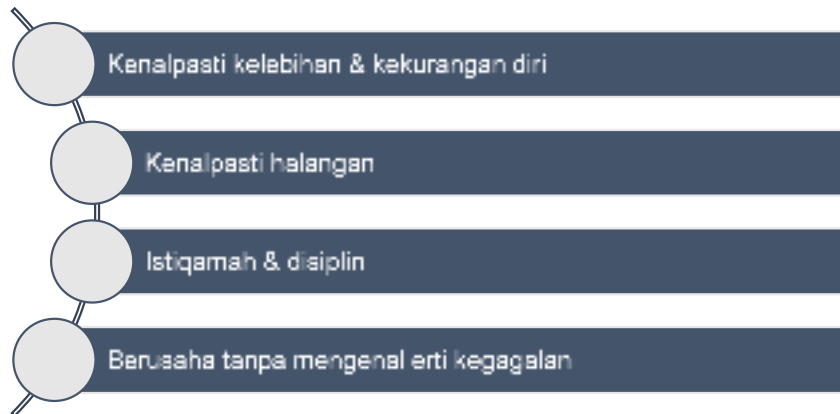 Kenalpasti kelebihan & kekurangan diri
Kenalpasti halangan
Istiqamah & disiplin
Berusaha tanpa mengenal erti kegagalan